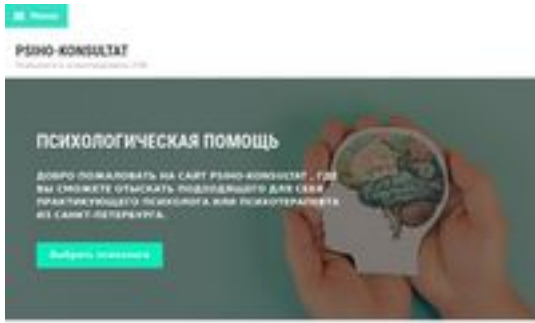 Меню
PSIHO-KONSULTAT
ПСИХОЛОГИЧЕСКАЯ ПОМОЩЬ
ДОБРО ПОЖАЛОВАТЬ НА САЙТ PSIHO-KONSULTAT , ГДЕ
ВЫ СМОЖЕТЕ ОТЫСКАТЬ ПОДХОДЯЩЕГО ДЛЯ СЕБЯ
ПРАКТИКУЮЩЕГО ПСИХОЛОГА ИЛИ ПСИХОТЕРАПЕВТА
ИЗ САНКТ-ПЕТЕРБУРГА.
Выбрать психолога